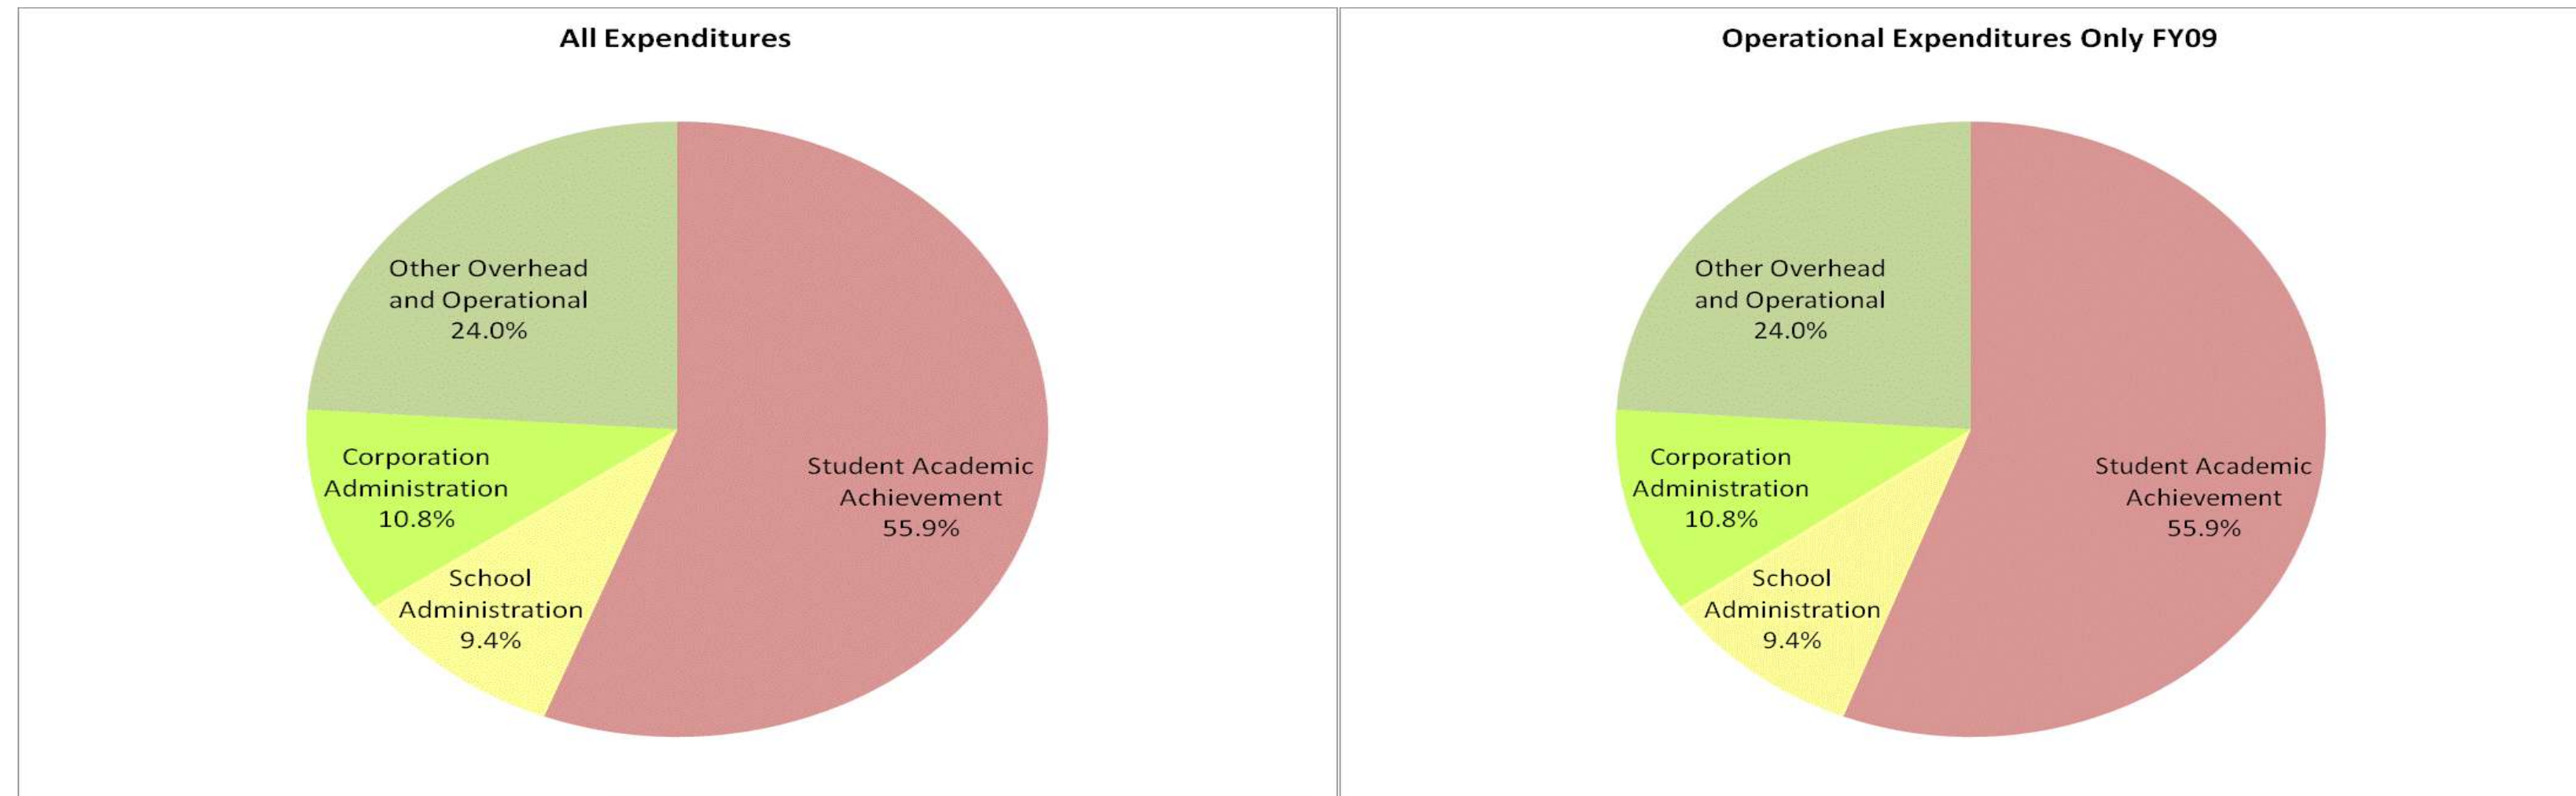 All Expenditures
Other Overhead
and Operational
24.0%
Corporation
Administration
10.8%
School
Administration
9.4%
Student Academic
Achievement
55.9%
Operational Expenditures Only FY09
Other Overhead
and Operational
24.0%
Corporation
Administration
10.8%
School
Administration
9.4%
Student Academic
Achievement
55.9%